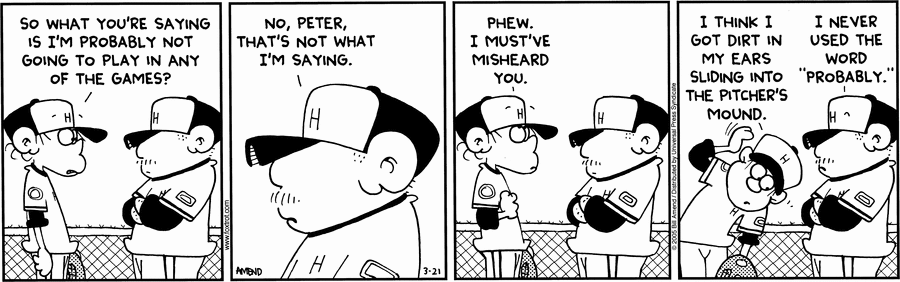 SO WHAT YOU'RE SAYING
IS I'M PROBABLY NOT
GOING TO PLAY IN ANY
OF THE GAMES?
H
www.foxtrot.com
NO, PETER,
THAT'S NOT WHAT
I'M SAYING.
H
H
AMEND
3·21
PHEW.
I MUST'VE
MISHEARD
YOU.
H
H
© 2005 Bill Amend / Distributed by Universal Press Syndicate
I THINK I
GOT DIRT IN
MY EARS
SLIDING INTO
THE PITCHER'S
MOUND.
H
I NEVER
USED THE
WORD
"PROBABLY."
H